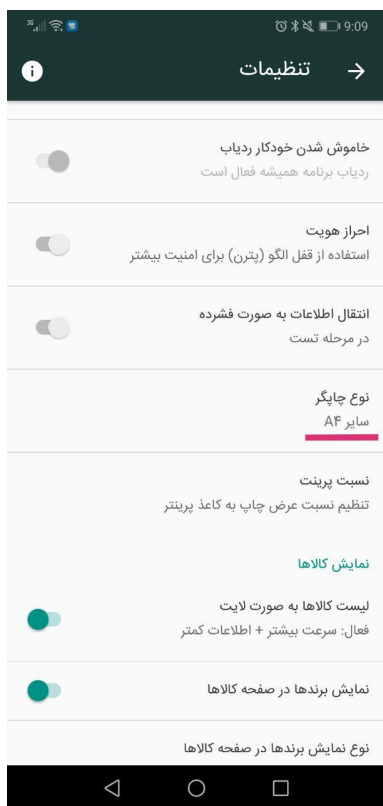 3G 9:09
تنظیمات
خاموش شدن خودکار ردیاب
ردیاب برنامه همیشه فعال است
احراز هویت
استفاده از قفل الگو (پترن) برای امنیت بیشتر
انتقال اطلاعات به صورت فشرده
در مرحله تست
نوع چاپگر
سایر A۴
نسبت پرینت
تنظیم نسبت عرض چاپ به کاغذ پرینتر
نمایش کالاها
لیست کالاها به صورت لایت
فعال: سرعت بیشتر + اطلاعات کمتر
نمایش برندها در صفحه کالاها
نوع نمایش برندها در صفحه کالاها